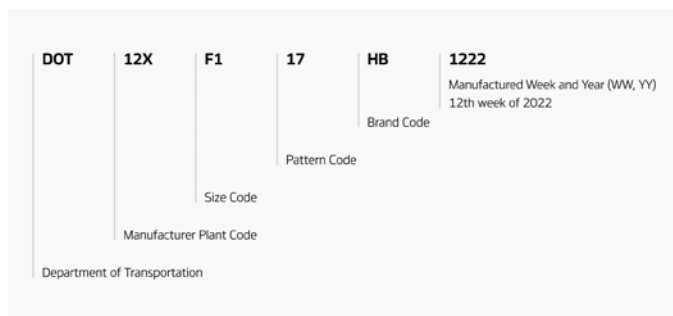 DOT 12X F1 17 HB 1222
Manufactured Week and Year (WW, YY)
12th week of 2022
Brand Code
Pattern Code
Size Code
Manufacturer Plant Code
Department of Transportation